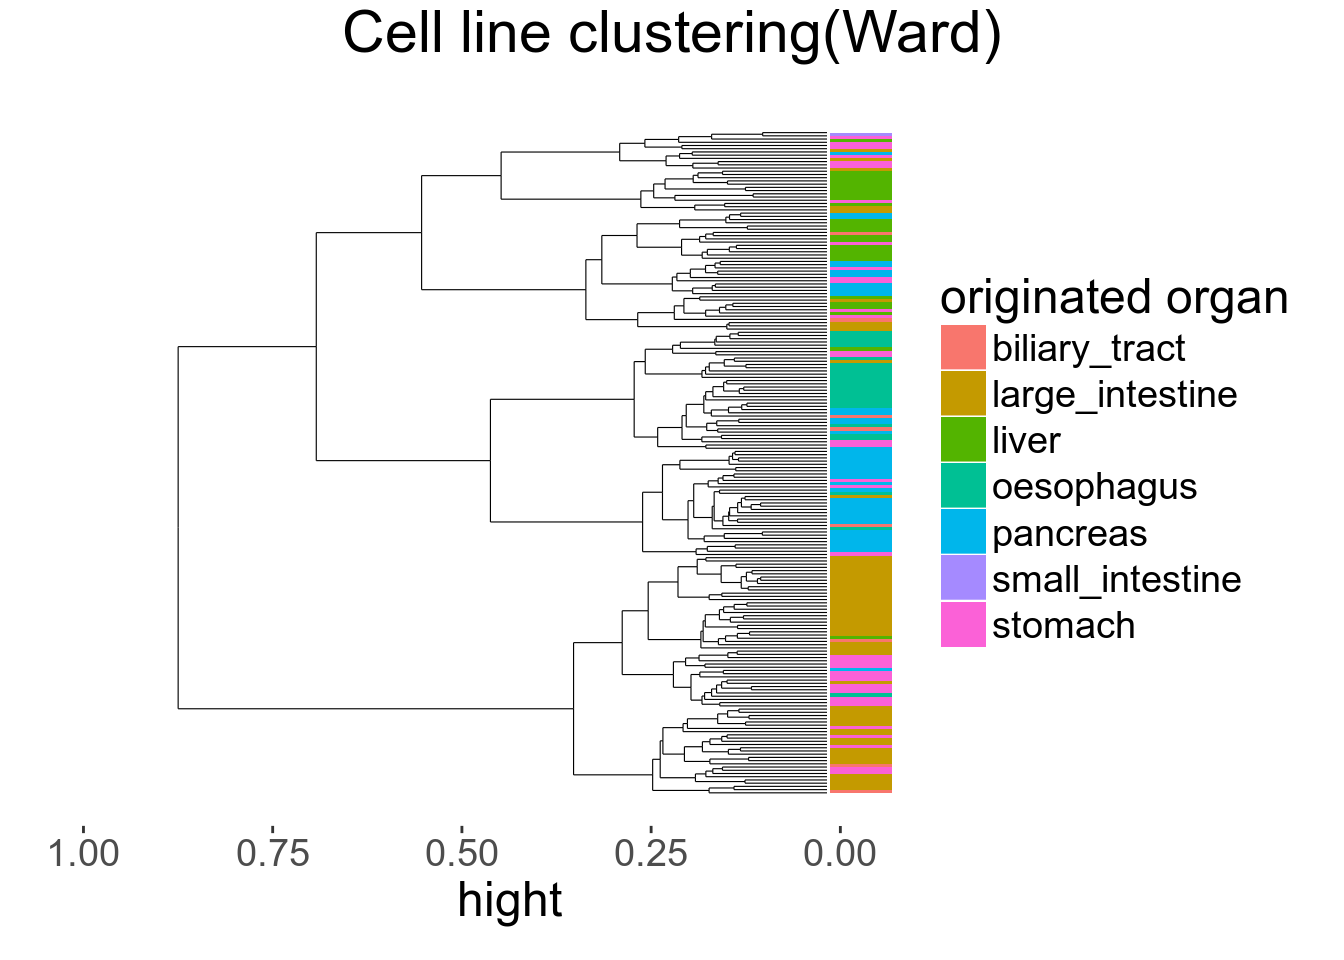 Cell line clustering(Ward)
originated organ
biliary_tract
large_intestine
liver
oesophagus
pancreas
small_intestine
stomach
1.00 0.75 0.50 0.25 0.00
hight